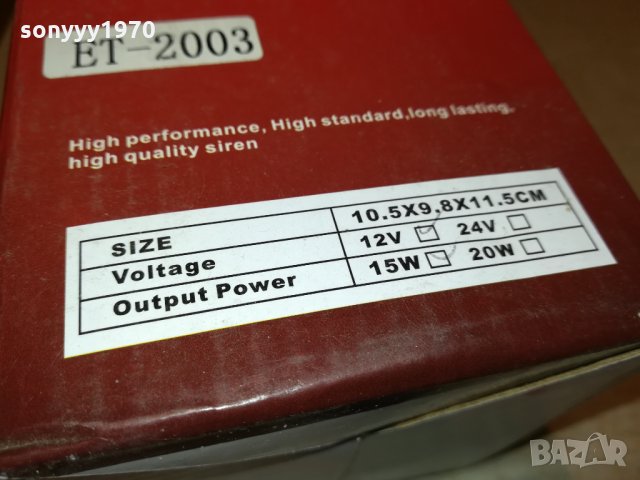 sonyyy1970
ET-2003
High performance, High standard,long lasting,
high quality siren
SIZE 10.5X9.8X11.5CM
Voltage 12V 24V
Output Power 15W 20W
BAZAR